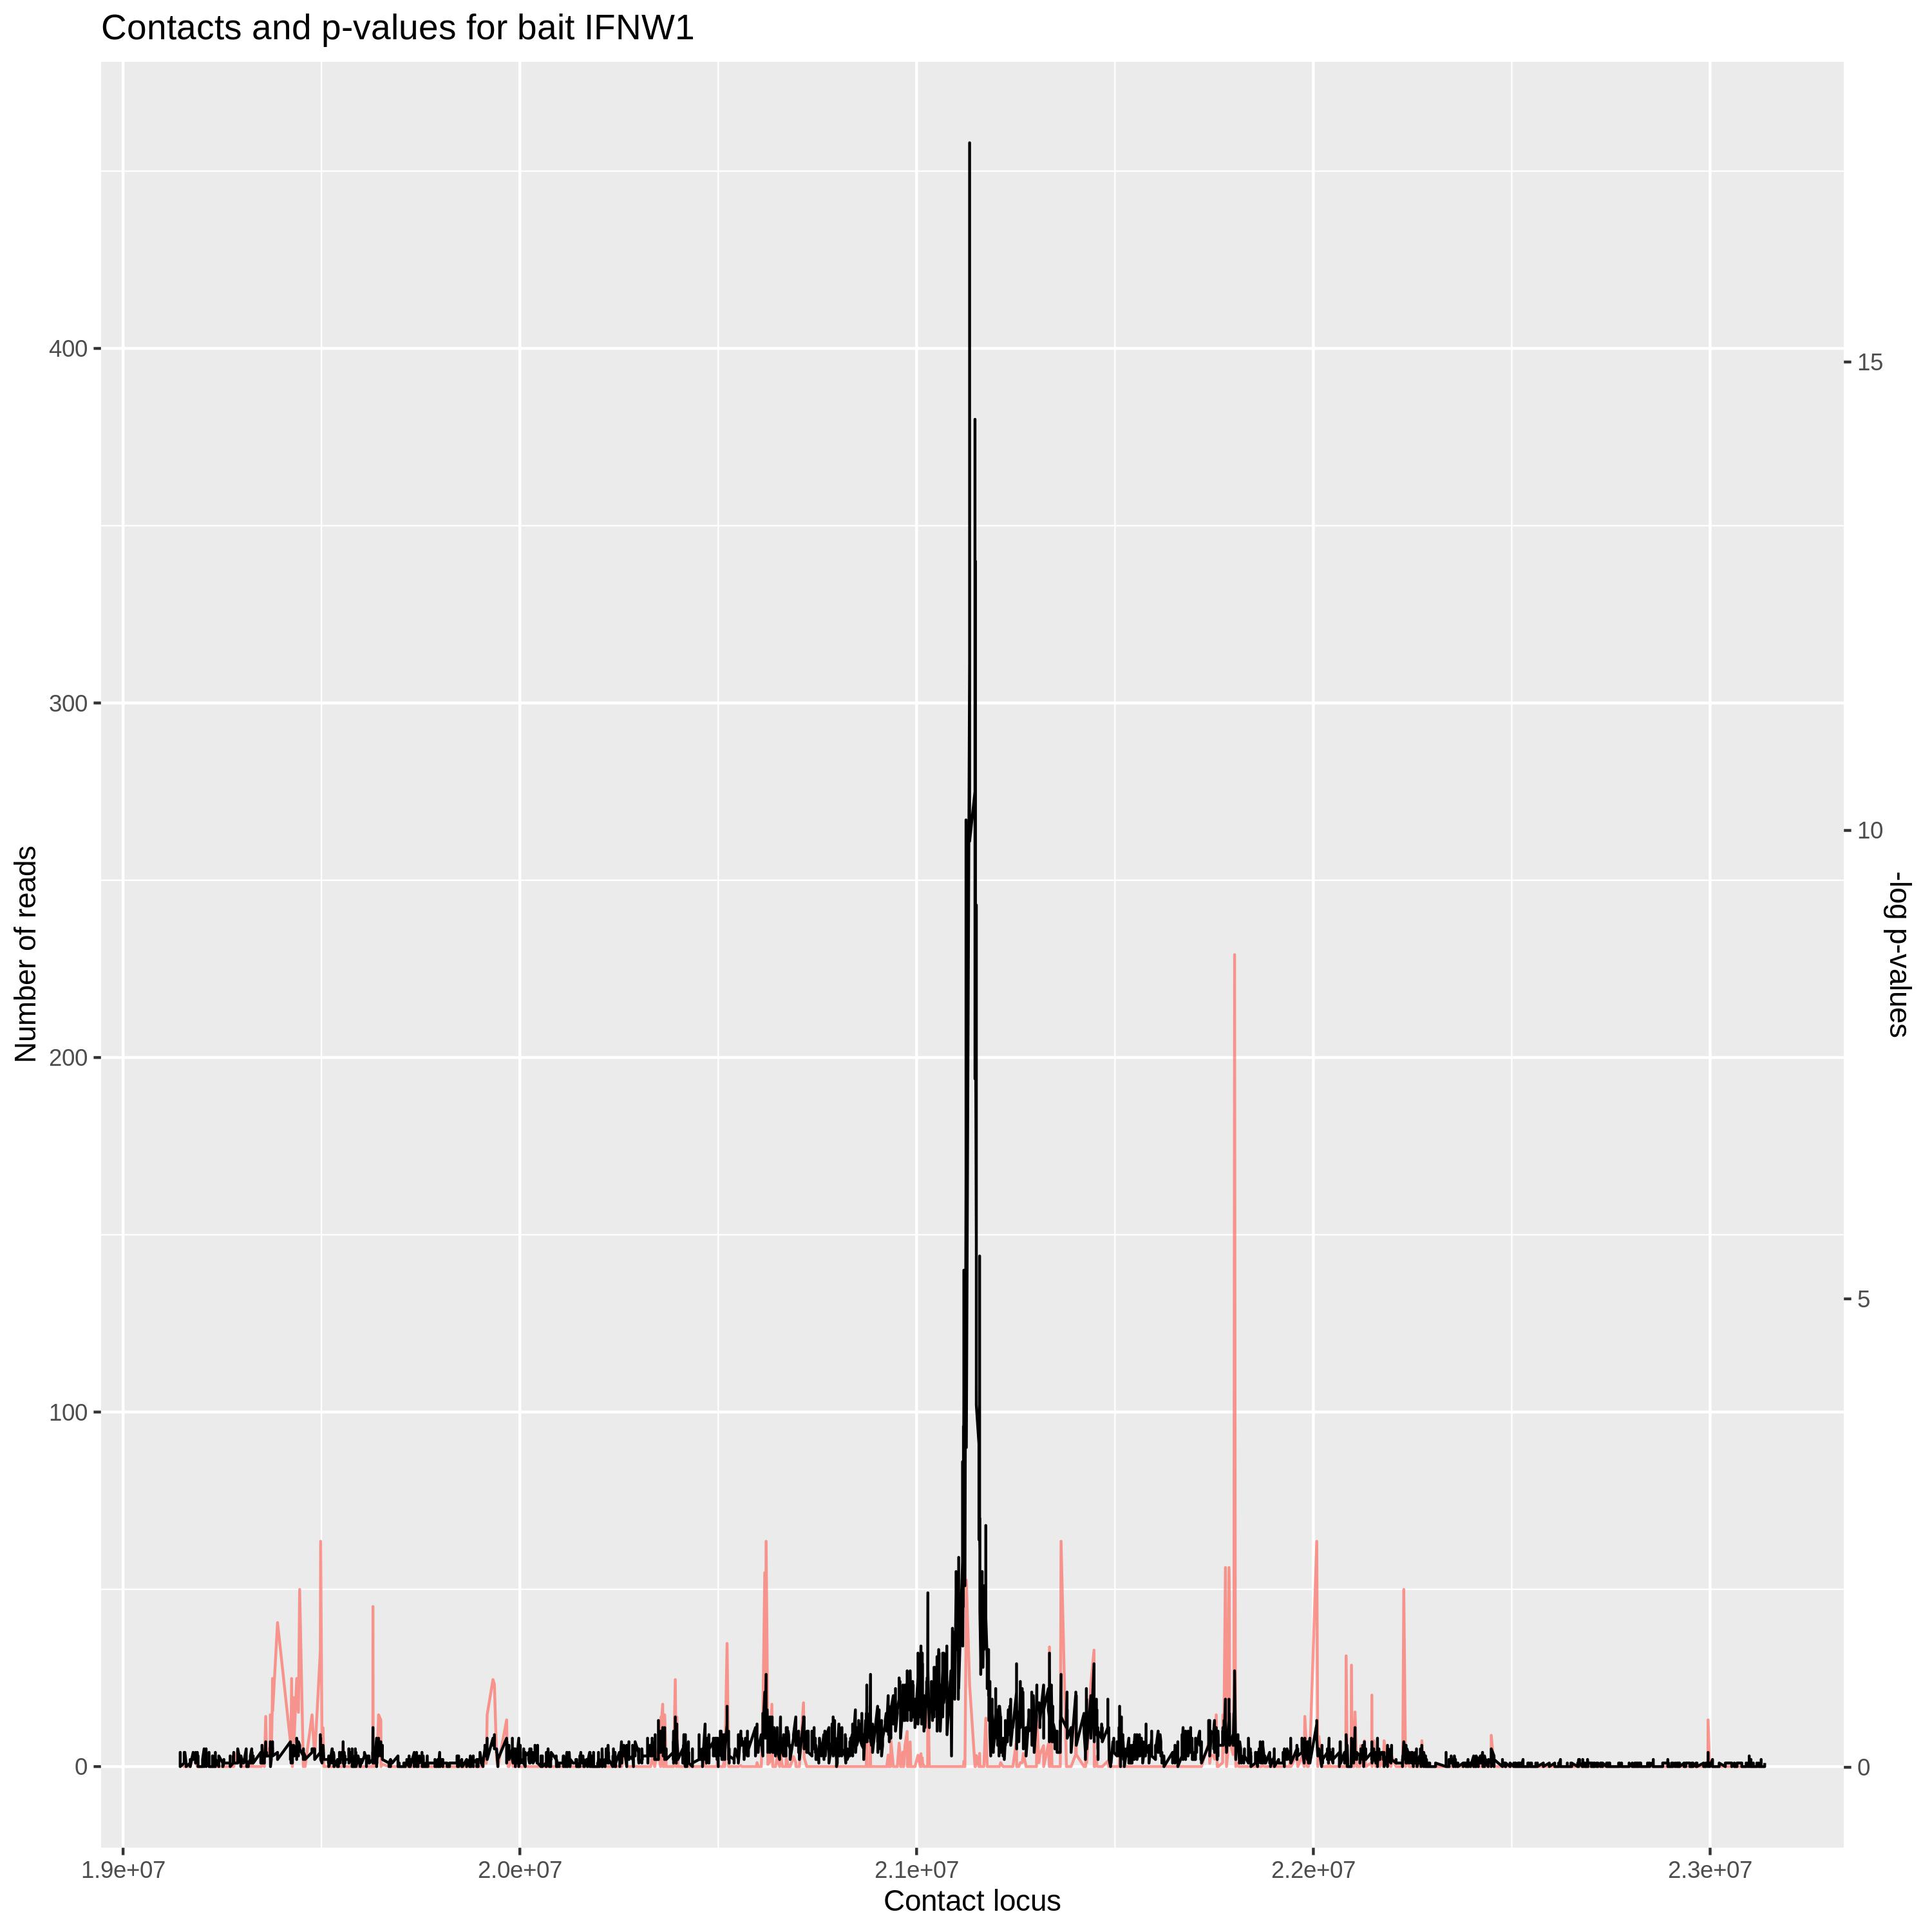 Contacts and p-values for bait IFNW1
400
300
200
100
0
Number of reads
15
10
5
0
-log p-values
1.9e+07
2.0e+07
2.1e+07
2.2e+07
2.3e+07
Contact locus